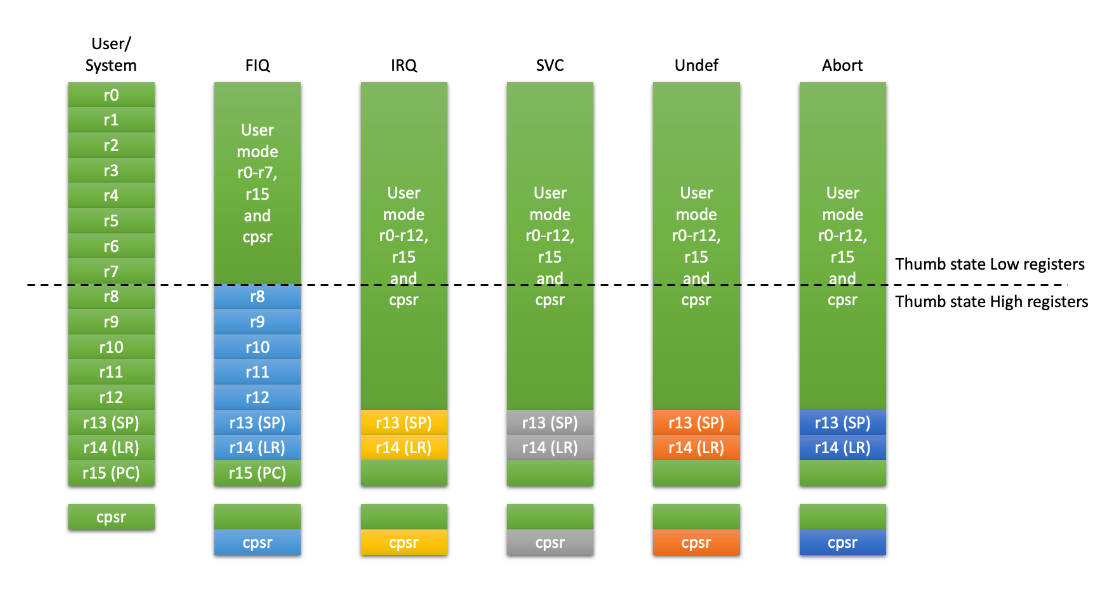 User/
System
FIQ
IRQ
SVC
Undef
Abort
r0
r1
r2
r3
r4
r5
r6
r7
r8
r9
r10
r11
r12
r13 (SP)
r14 (LR)
r15 (PC)
cpsr
User
mode
r0-r7,
r15
and
cpsr
r8
r9
r10
r11
r12
r13 (SP)
r14 (LR)
r15 (PC)
cpsr
User
mode
r0-r12,
r15
and
cpsr
r13 (SP)
r14 (LR)
cpsr
User
mode
r0-r12,
r15
and
cpsr
r13 (SP)
r14 (LR)
cpsr
User
mode
r0-r12,
r15
and
cpsr
r13 (SP)
r14 (LR)
cpsr
User
mode
r0-r12,
r15
and
cpsr
r13 (SP)
r14 (LR)
cpsr
Thumb state Low registers
Thumb state High registers